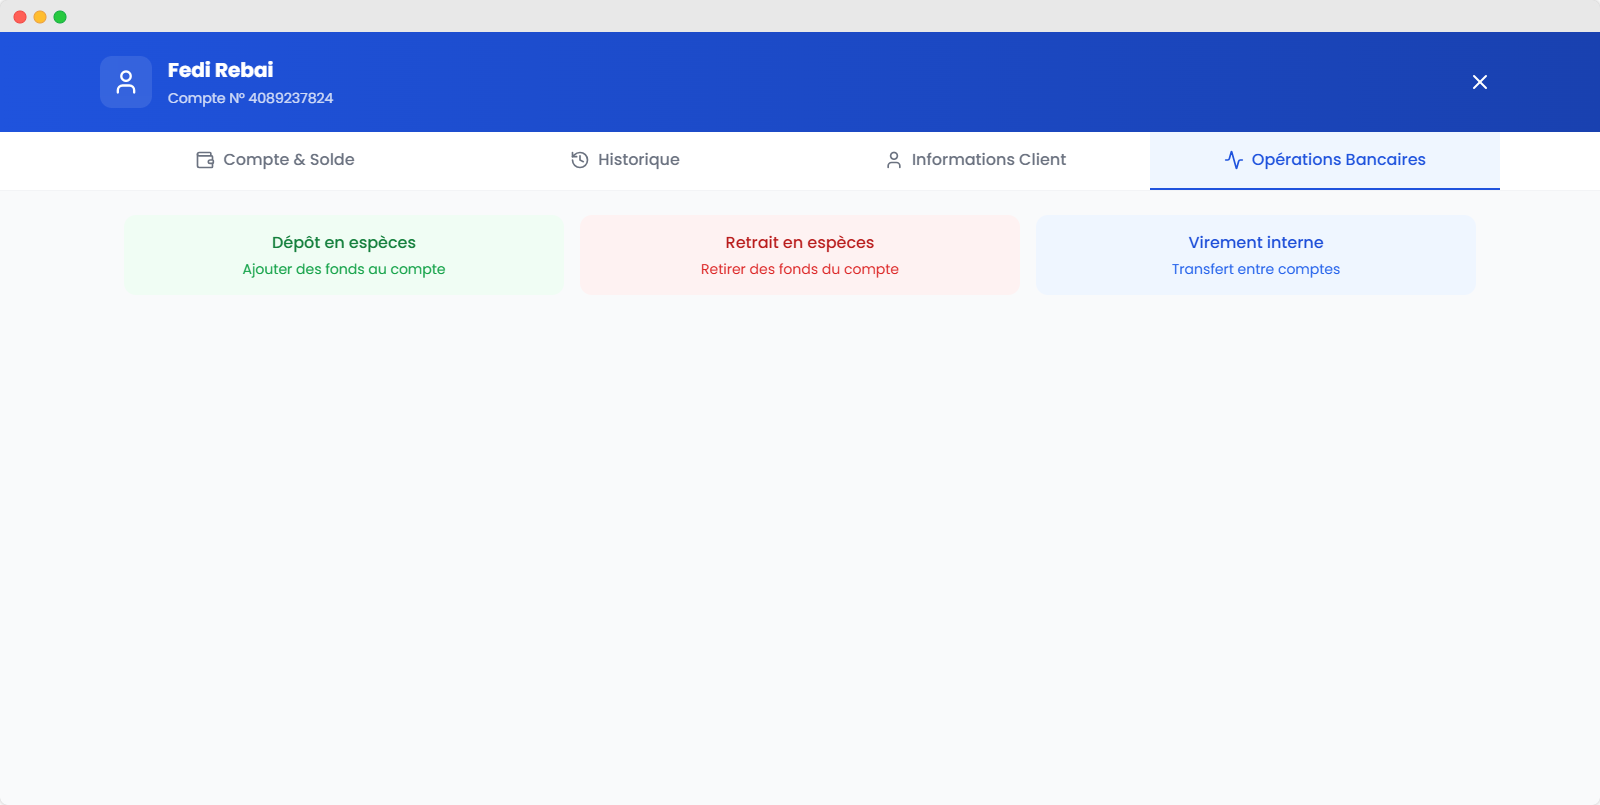 Fedi Rebai
Compte N° 4089237824
Compte & Solde
Historique
Informations Client
Opérations Bancaires
Dépôt en espèces
Ajouter des fonds au compte
Retrait en espèces
Retirer des fonds du compte
Virement interne
Transfert entre comptes